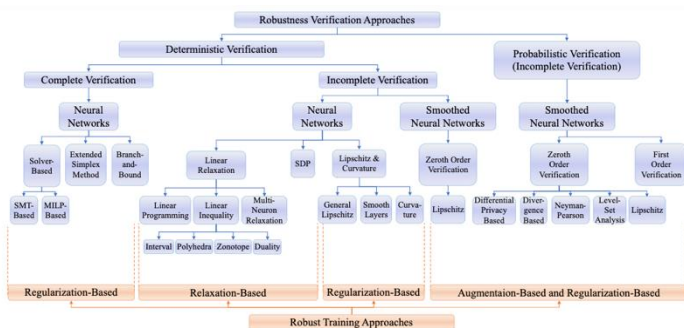 Robustness Verification Approaches
Deterministic Verification
Probabilistic Verification
(Incomplete Verification)
Complete Verification
Incomplete Verification
Neural
Networks
Neural
Networks
Smoothed
Neural Networks
Smoothed
Neural Networks
Solver-
Based
Extended
Simplex
Method
Branch-
and-
Bound
Linear
Relaxation
SDP
Lipschitz &
Curvature
Zeroth Order
Verification
Zeroth
Order
Verification
First
Order
Verification
SMT-
Based
MILP-
Based
Linear
Programming
Linear
Inequality
Multi-
Neuron
Relaxation
General
Lipschitz
Smooth
Layers
Curva-
ture
Lipschitz
Differential
Privacy
Based
Diver-
gence
Based
Neyman-
Pearson
Level-
Set
Analysis
Lipschitz
Interval
Polyhedra
Zonotope
Duality
Regularization-Based
Relaxation-Based
Regularization-Based
Augmentaion-Based and Regularization-Based
Robust Training Approaches